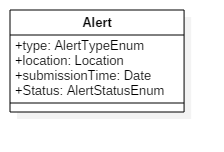 Alert
+type: AlertTypeEnum
+location: Location
+submissionTime: Date
+Status: AlertStatusEnum